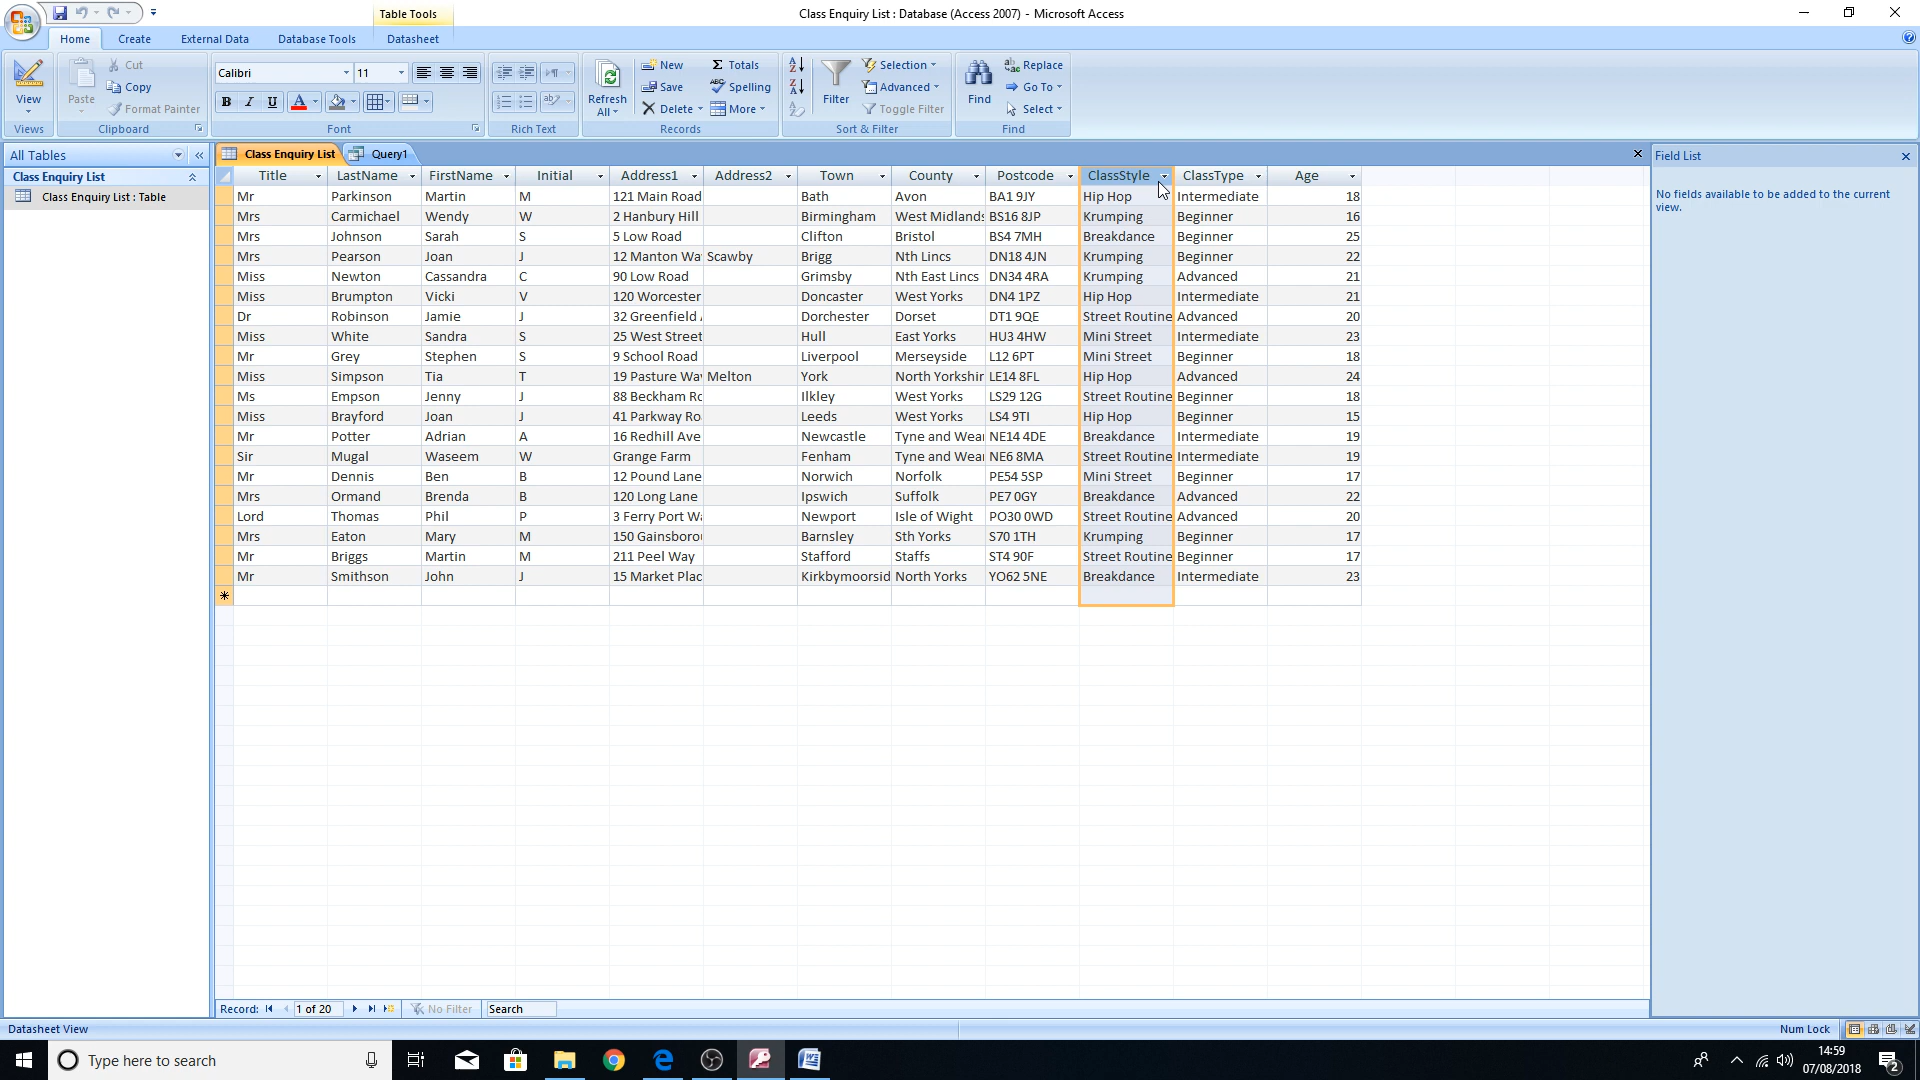 Table Tools
Class Enquiry List : Database (Access 2007) - Microsoft Access
Home Create External Data Database Tools Datasheet
View
Views
Paste
Cut
Copy
Format Painter
Clipboard
Calibri 11
B I U A
Font
Rich Text
Refresh All
New
Save
Delete
Totals
Spelling
More
Records
Filter
Selection
Advanced
Toggle Filter
Sort & Filter
Find
Replace
Go To
Select
Find
All Tables
Class Enquiry List
Class Enquiry List : Table
Class Enquiry List Query1
Title LastName FirstName Initial Address1 Address2 Town County Postcode ClassStyle ClassType Age
Mr Parkinson Martin M 121 Main Road Bath Avon BA1 9JY Hip Hop Intermediate 18
Mrs Carmichael Wendy W 2 Hanbury Hill Birmingham West Midlands BS16 8JP Krumping Beginner 16
Mrs Johnson Sarah S 5 Low Road Clifton Bristol BS4 7MH Breakdance Beginner 25
Mrs Pearson Joan J 12 Manton Wa Scawby Brigg Nth Lincs DN18 4JN Krumping Beginner 22
Miss Newton Cassandra C 90 Low Road Grimsby Nth East Lincs DN34 4RA Krumping Advanced 21
Miss Brumpton Vicki V 120 Worcester Doncaster West Yorks DN4 1PZ Hip Hop Intermediate 21
Dr Robinson Jamie J 32 Greenfield Dorchester Dorset DT1 9QE Street Routine Advanced 20
Miss White Sandra S 25 West Street Hull East Yorks HU3 4HW Mini Street Intermediate 23
Mr Grey Stephen S 9 School Road Liverpool Merseyside L12 6PT Mini Street Beginner 18
Miss Simpson Tia T 19 Pasture Wa Melton York North Yorkshir LE14 8FL Hip Hop Advanced 24
Ms Empson Jenny J 88 Beckham Ro Ilkley West Yorks LS29 12G Street Routine Beginner 18
Miss Brayford Joan J 41 Parkway Ro Leeds West Yorks LS4 9TI Hip Hop Beginner 15
Mr Potter Adrian A 16 Redhill Ave Newcastle Tyne and Wear NE14 4DE Breakdance Intermediate 19
Sir Mugal Waseem W Grange Farm Fenham Tyne and Wear NE6 8MA Street Routine Intermediate 19
Mr Dennis Ben B 12 Pound Lane Norwich Norfolk PE54 5SP Mini Street Beginner 17
Mrs Ormand Brenda B 120 Long Lane Ipswich Suffolk PE7 0GY Breakdance Advanced 22
Lord Thomas Phil P 3 Ferry Port Wa Newport Isle of Wight PO30 0WD Street Routine Advanced 20
Mrs Eaton Mary M 150 Gainsboro Barnsley Sth Yorks S70 1TH Krumping Beginner 17
Mr Briggs Martin M 211 Peel Way Stafford Staffs ST4 90F Street Routine Beginner 17
Mr Smithson John J 15 Market Plac Kirkbymoorsid North Yorks YO62 5NE Breakdance Intermediate 23
Field List
No fields available to be added to the current
view.
Record: 1 of 20 No Filter Search
Datasheet View
Num Lock
Type here to search
14:59
07/08/2018
2